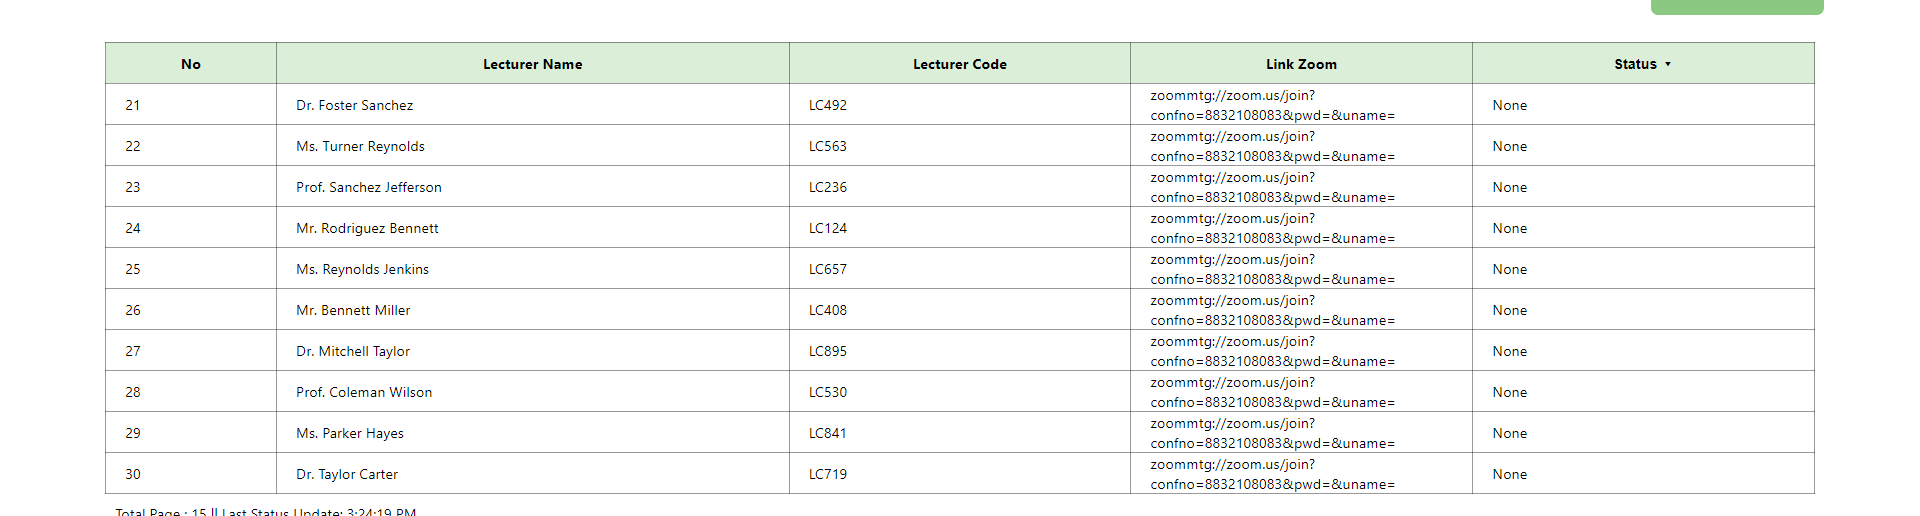 No Lecturer Name Lecturer Code Link Zoom Status ▼
21 Dr. Foster Sanchez LC492 zoommtg://zoom.us/join?
confno=8832108083&pwd=&uname= None
22 Ms. Turner Reynolds LC563 zoommtg://zoom.us/join?
confno=8832108083&pwd=&uname= None
23 Prof. Sanchez Jefferson LC236 zoommtg://zoom.us/join?
confno=8832108083&pwd=&uname= None
24 Mr. Rodriguez Bennett LC124 zoommtg://zoom.us/join?
confno=8832108083&pwd=&uname= None
25 Ms. Reynolds Jenkins LC657 zoommtg://zoom.us/join?
confno=8832108083&pwd=&uname= None
26 Mr. Bennett Miller LC408 zoommtg://zoom.us/join?
confno=8832108083&pwd=&uname= None
27 Dr. Mitchell Taylor LC895 zoommtg://zoom.us/join?
confno=8832108083&pwd=&uname= None
28 Prof. Coleman Wilson LC530 zoommtg://zoom.us/join?
confno=8832108083&pwd=&uname= None
29 Ms. Parker Hayes LC841 zoommtg://zoom.us/join?
confno=8832108083&pwd=&uname= None
30 Dr. Taylor Carter LC719 zoommtg://zoom.us/join?
confno=8832108083&pwd=&uname= None
Total Page : 15 || Last Status Update: 3:24:19 PM